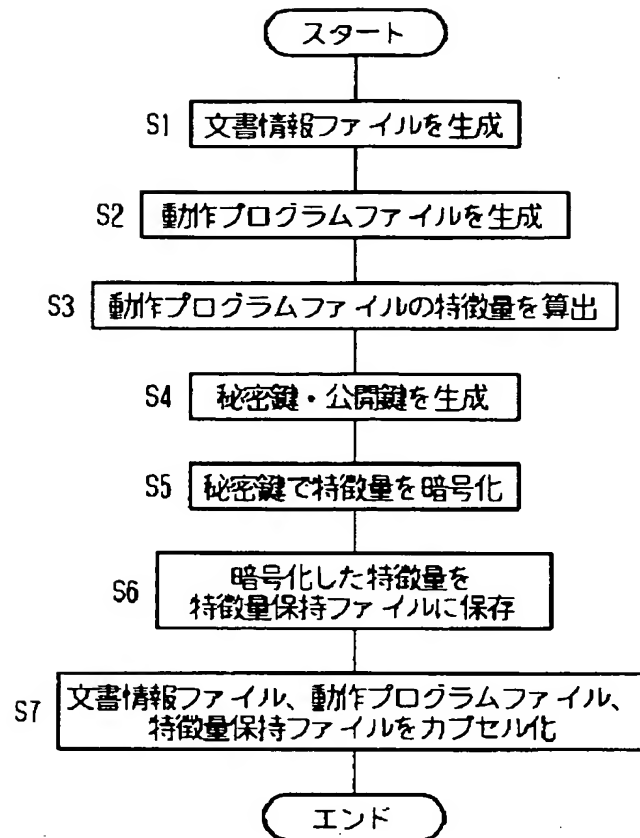 スタート
S1 文書情報ファイルを生成
S2 動作プログラムファイルを生成
S3 動作プログラムファイルの特徴量を算出
S4 秘密鍵・公開鍵を生成
S5 秘密鍵で特徴量を暗号化
暗号化した特徴量を
S6 特徴量保持ファイルに保存
文書情報ファイル、動作プログラムファイル、
S7 特徴量保持ファイルをカプセル化
エンド